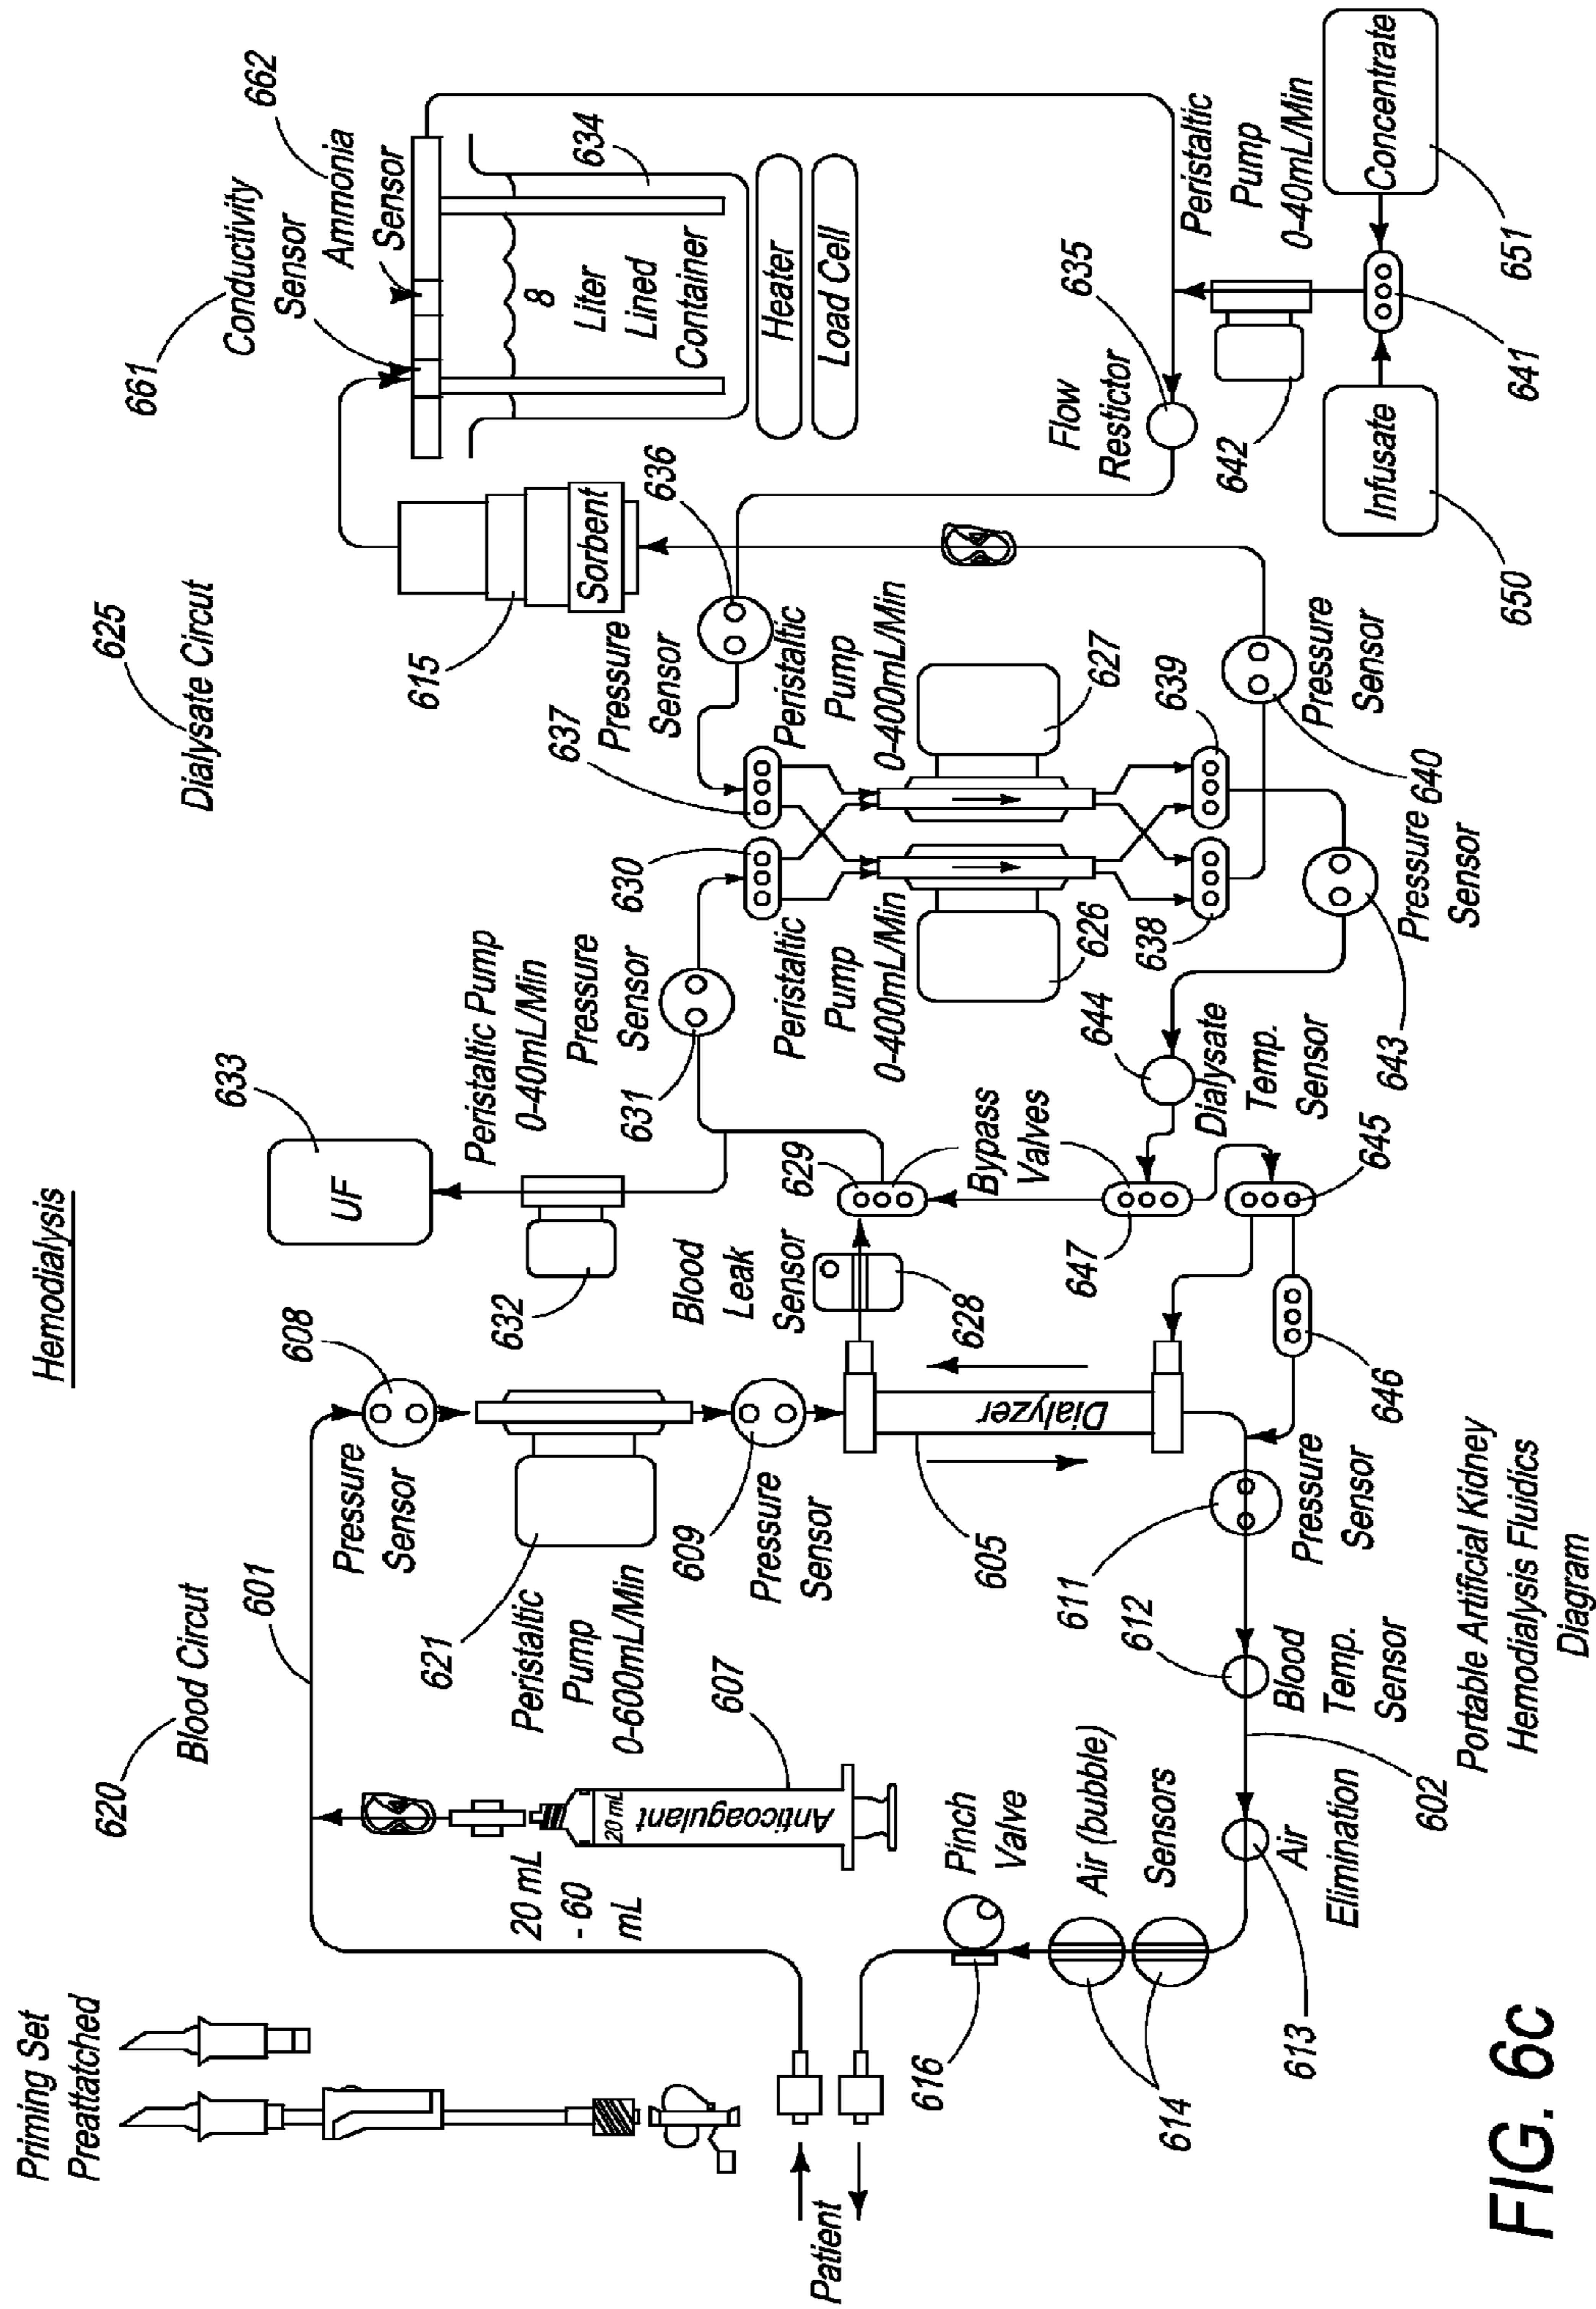 Hemodialysis
Priming Set
Preattatched
620
Blood Circut
601
608
Pressure
Sensor
621
Peristaltic
Pump
0-600mL/Min
609
Pressure
Sensor
20 mL
- 60
mL
20 mL
Anticoagulant
607
Patient
616
Pinch
Valve
614
Air (bubble)
Sensors
613
Air
Elimination
602
612
Blood
Temp.
Sensor
611
Pressure
Sensor
605
Dialyzer
646
645
647
Bypass
Valves
629
628
Blood
Leak
Sensor
633
UF
632
Peristaltic Pump
0-40mL/Min
631
Pressure
Sensor
630
637
Peristaltic
Pump
0-400mL/Min
626
Peristaltic
Pump
0-400mL/Min
627
638
639
644
Dialysate
Temp.
Sensor
643
Pressure
Sensor
640
Pressure
Sensor
625
Dialysate Circut
615
Sorbent
636
Pressure
Sensor
661
Conductivity
Sensor
662
Ammonia
Sensor
634
8
Liter
Lined
Container
Heater
Load Cell
635
Flow
Restictor
642
Peristaltic
Pump
0-40mL/Min
641
650
Infusate
651
Concentrate
Portable Artificial Kidney
Hemodialysis Fluidics
Diagram
FIG. 6c